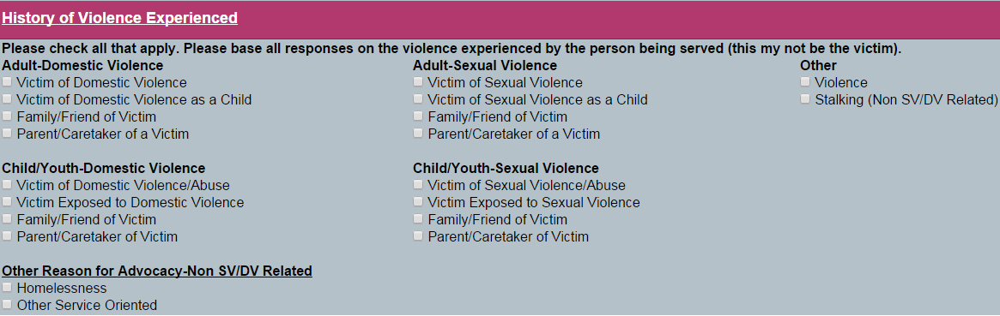 History of Violence Experienced
Please check all that apply. Please base all responses on the violence experienced by the person being served (this my not be the victim).
Adult-Domestic Violence
Victim of Domestic Violence
Victim of Domestic Violence as a Child
Family/Friend of Victim
Parent/Caretaker of a Victim
Adult-Sexual Violence
Victim of Sexual Violence
Victim of Sexual Violence as a Child
Family/Friend of Victim
Parent/Caretaker of a Victim
Other
Violence
Stalking (Non SV/DV Related)
Child/Youth-Domestic Violence
Victim of Domestic Violence/Abuse
Victim Exposed to Domestic Violence
Family/Friend of Victim
Parent/Caretaker of Victim
Child/Youth-Sexual Violence
Victim of Sexual Violence/Abuse
Victim Exposed to Sexual Violence
Family/Friend of Victim
Parent/Caretaker of Victim
Other Reason for Advocacy-Non SV/DV Related
Homelessness
Other Service Oriented